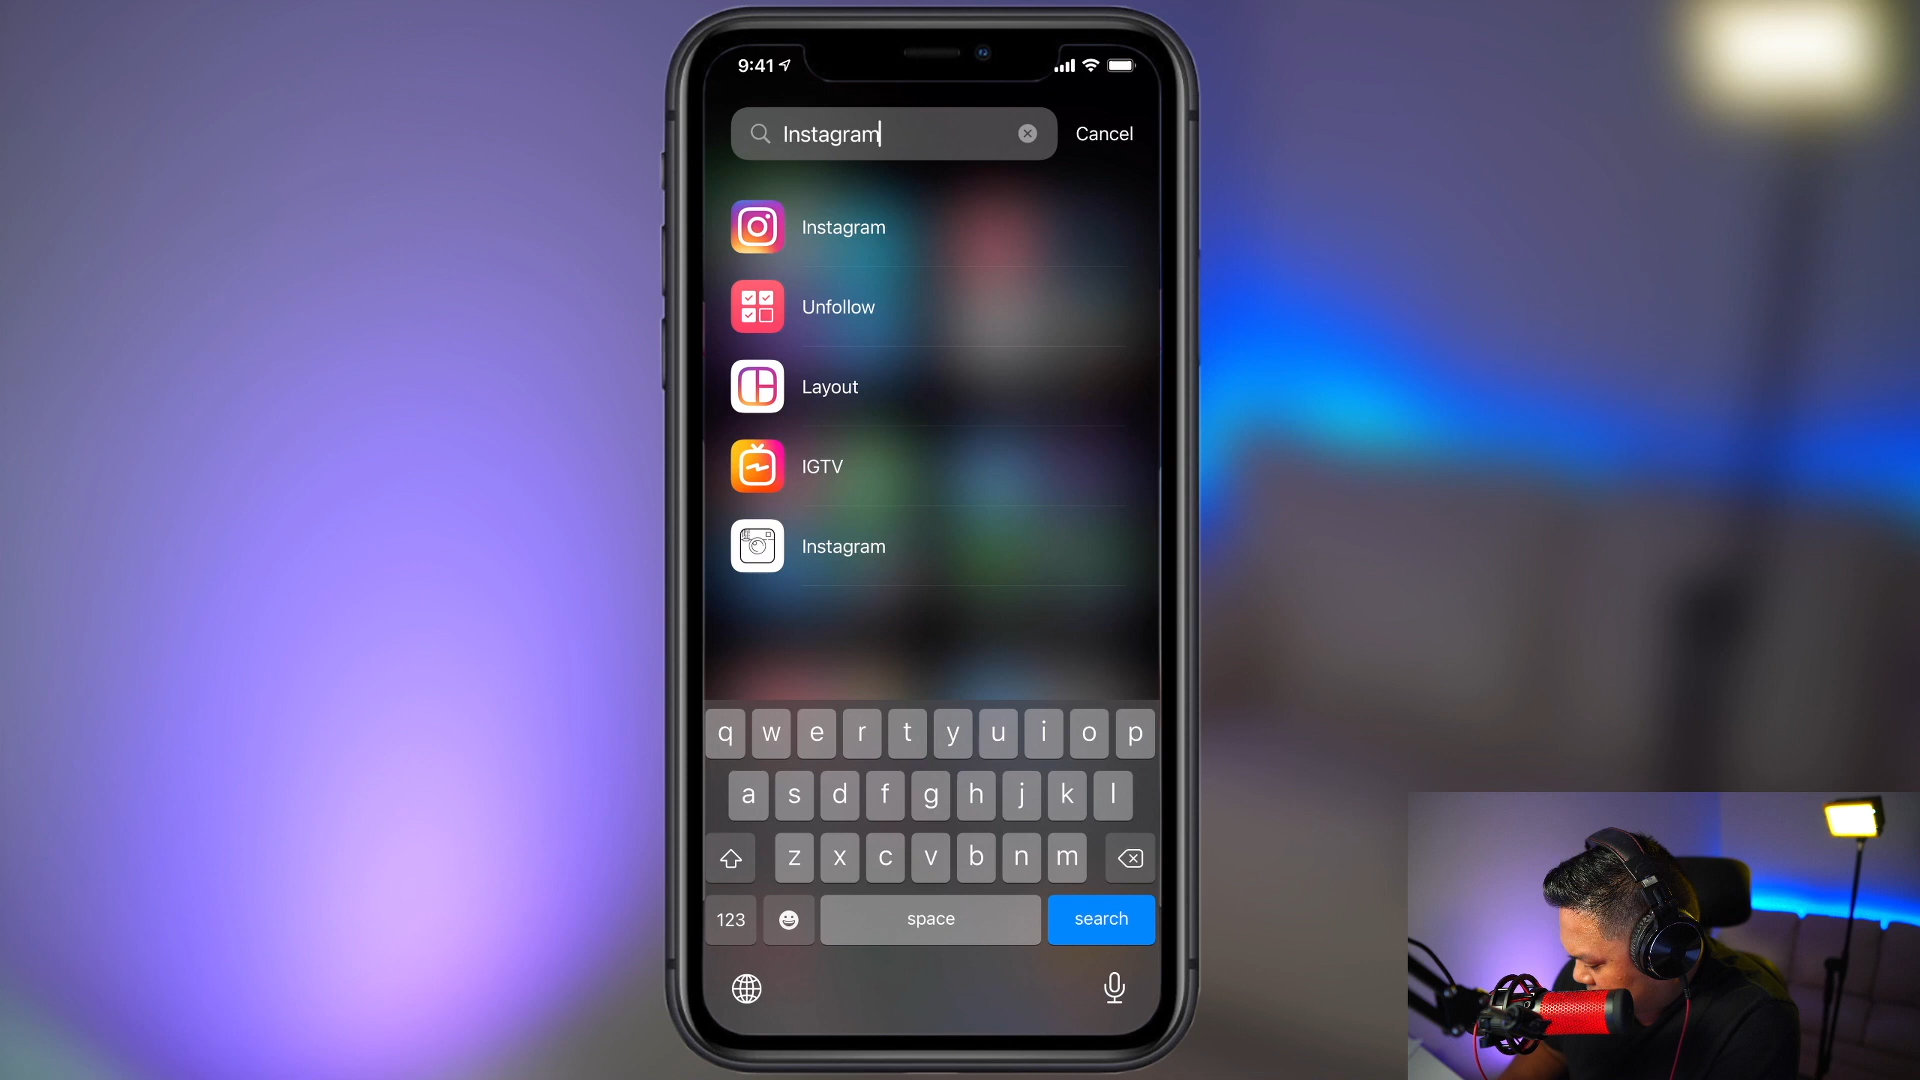 9:41
Instagram
Cancel
Instagram
Unfollow
Layout
IGTV
Instagram
q w e r t y u i o p
a s d f g h j k l
z x c v b n m
123 space search